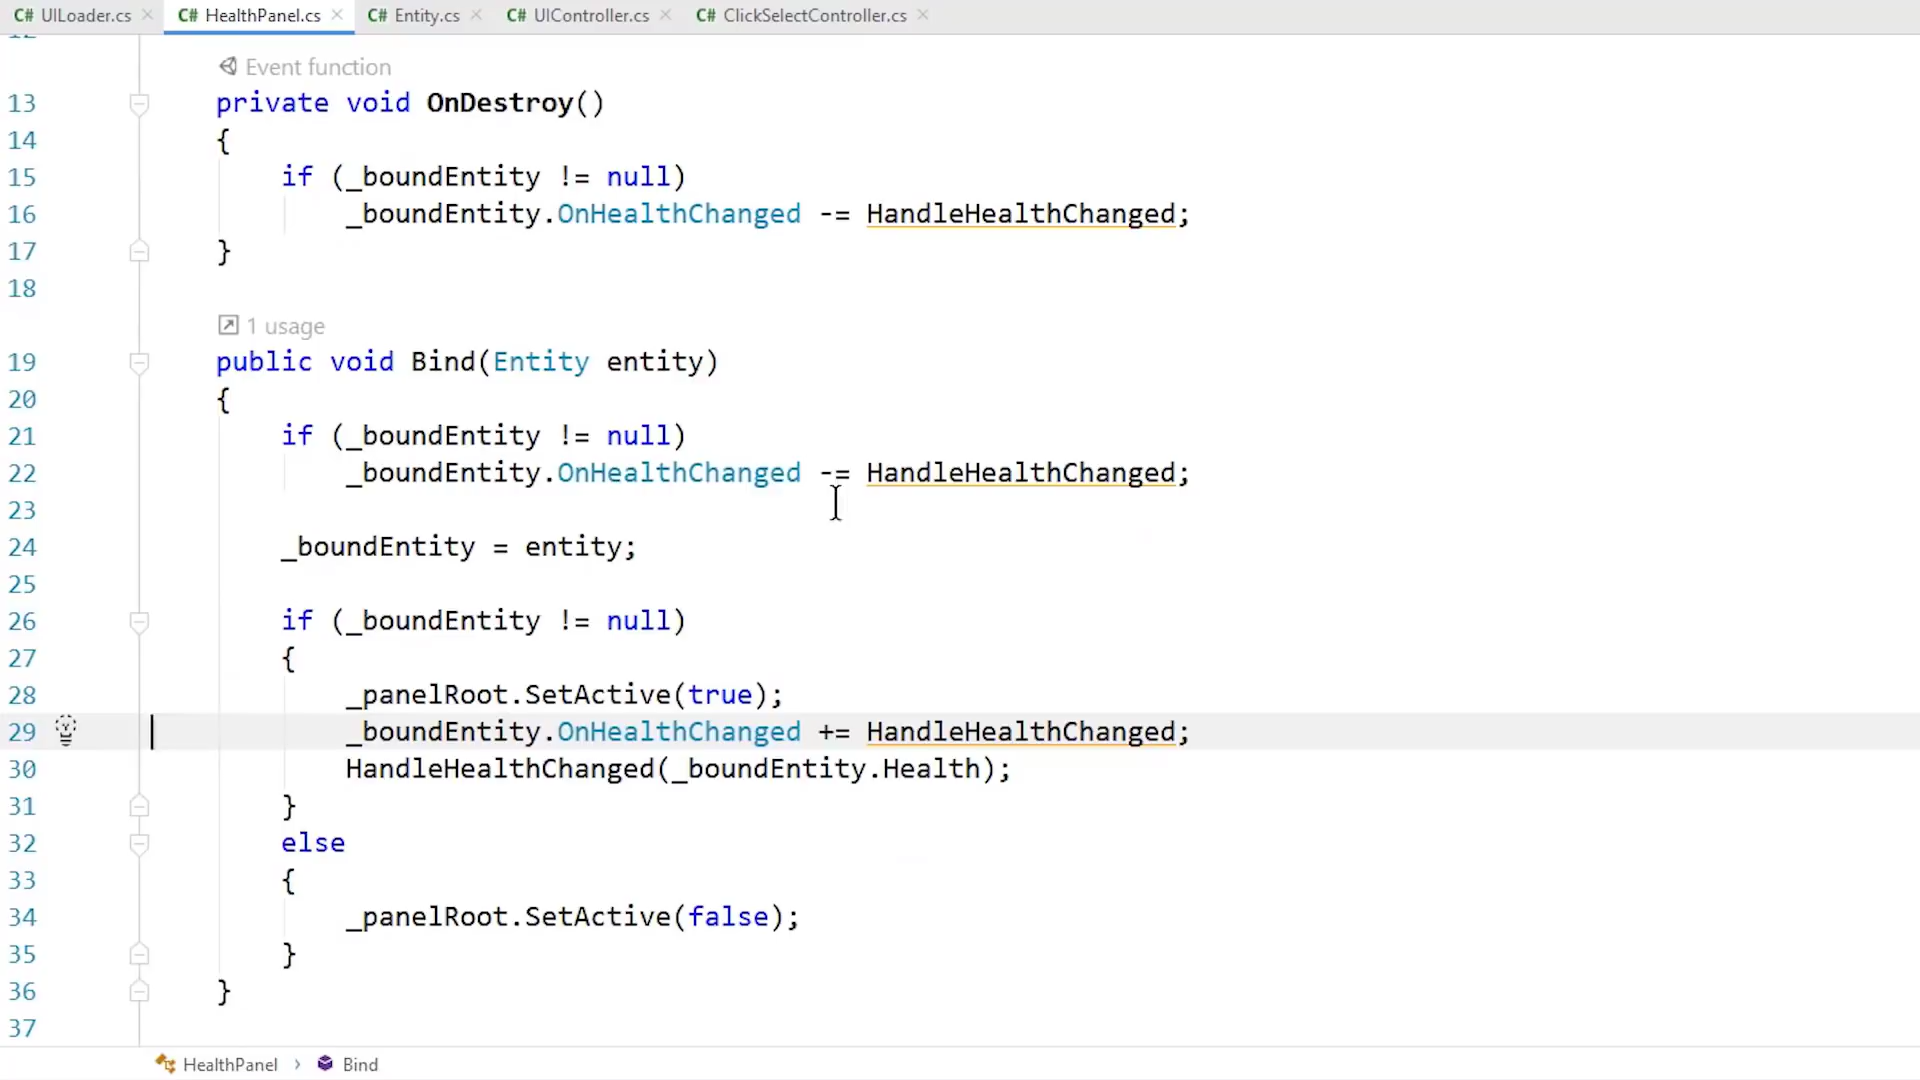 C# UILoader.cs × C# HealthPanel.cs × C# Entity.cs × C# UIController.cs × C# ClickSelectController.cs ×
12
Event function
13 private void OnDestroy()
14 {
15 if (_boundEntity != null)
16 _boundEntity.OnHealthChanged -= HandleHealthChanged;
17 }
18
1 usage
19 public void Bind(Entity entity)
20 {
21 if (_boundEntity != null)
22 _boundEntity.OnHealthChanged -= HandleHealthChanged;
23
24 _boundEntity = entity;
25
26 if (_boundEntity != null)
27 {
28 _panelRoot.SetActive(true);
29 _boundEntity.OnHealthChanged += HandleHealthChanged;
30 HandleHealthChanged(_boundEntity.Health);
31 }
32 else
33 {
34 _panelRoot.SetActive(false);
35 }
36 }
37
HealthPanel › Bind